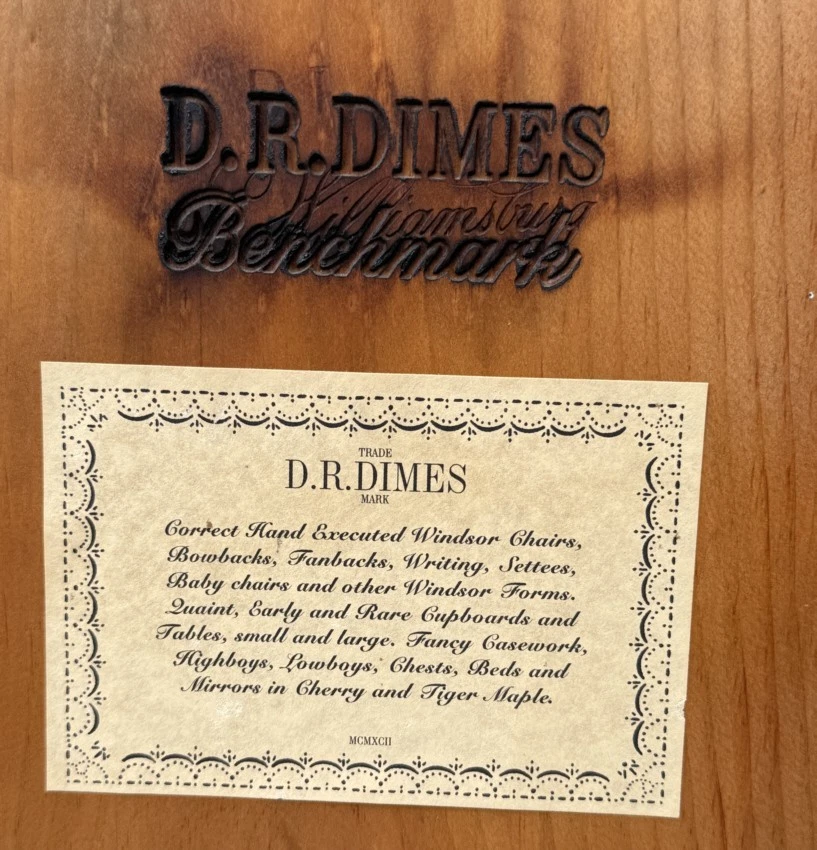 D.R.DIMES
Williamsburg
Benchmark
TRADE
D.R.DIMES
MARK
Correct Hand Executed Windsor Chairs,
Bowbacks, Fanbacks, Writing, Settees,
Baby chairs and other Windsor Forms.
Quaint, Early and Rare Cupboards and
Tables, small and large. Fancy Casework,
Highboys, Lowboys, Chests, Beds and
Mirrors in Cherry and Tiger Maple.
MCMXCII